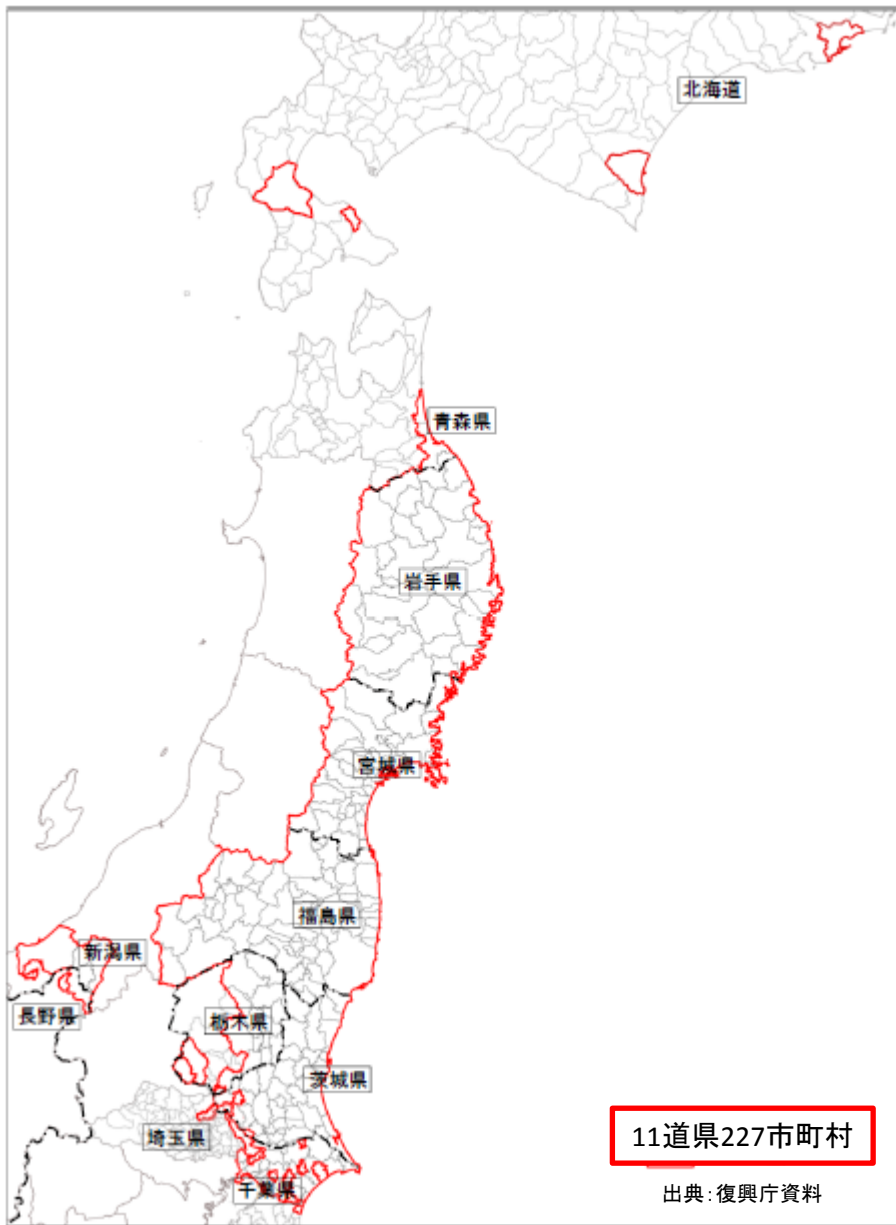 北海道
青森県
岩手県
宮城県
福島県
新潟県
長野県
栃木県
茨城県
埼玉県
千葉県
11道県227市町村
出典：復興庁資料